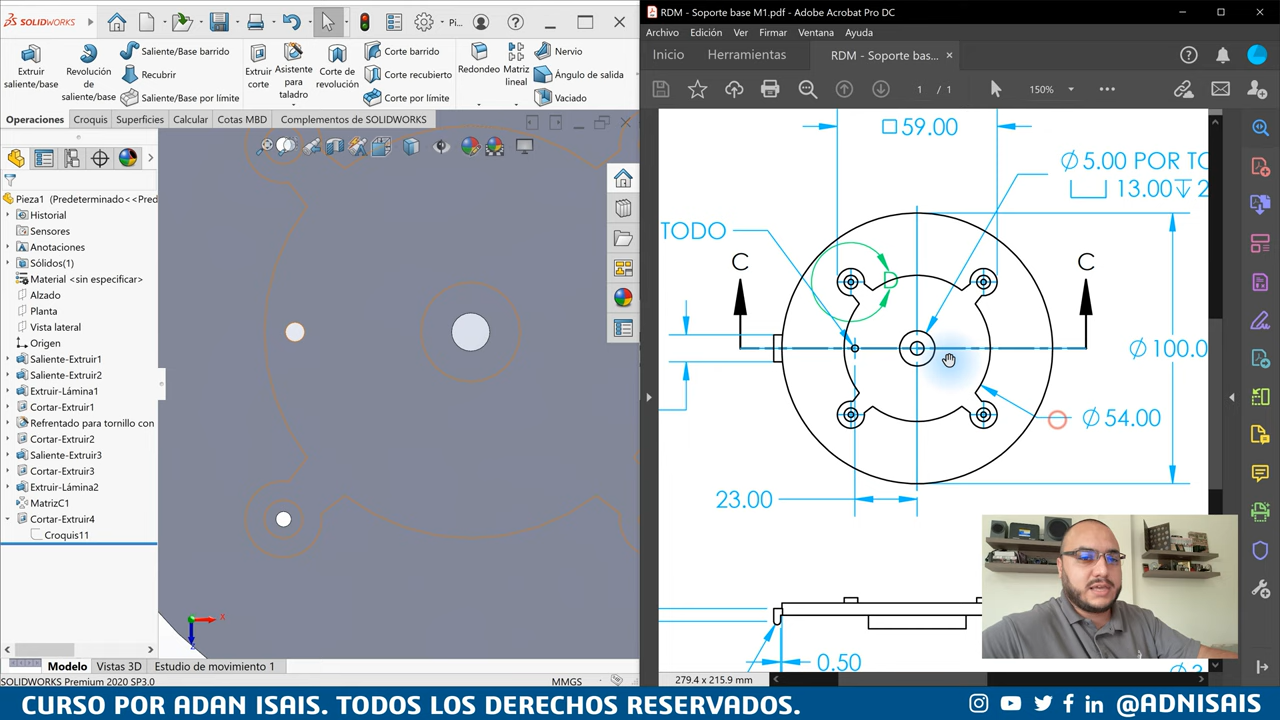 SOLIDWORKS
Pi...
RDM - Soporte base M1.pdf - Adobe Acrobat Pro DC
Archivo Edición Ver Firmar Ventana Ayuda
Inicio Herramientas RDM - Soporte bas... ×
1 / 1 150%
Extruir saliente/base
Revolución de saliente/base
Saliente/Base barrido
Recubrir
Saliente/Base por límite
Extruir corte
Asistente para taladro
Corte de revolución
Corte barrido
Corte recubierto
Corte por límite
Redondeo
Matriz lineal
Nervio
Ángulo de salida
Vaciado
Operaciones Croquis Superficies Calcular Cotas MBD Complementos de SOLIDWORKS
Pieza1 (Predeterminado<<Pred
Historial
Sensores
Anotaciones
Sólidos(1)
Material <sin especificar>
Alzado
Planta
Vista lateral
Origen
Saliente-Extruir1
Saliente-Extruir2
Extruir-Lámina1
Cortar-Extruir1
Refrentado para tornillo con
Cortar-Extruir2
Saliente-Extruir3
Cortar-Extruir3
Extruir-Lámina2
MatrizC1
Cortar-Extruir4
Croquis11
X
Z
Modelo Vistas 3D Estudio de movimiento 1
SOLIDWORKS Premium 2020 SP3.0
MMGS
□59.00
Ø5.00 POR TO
⌴ 13.00↧2
TODO
C
C
D
Ø100.0
Ø54.00
23.00
0.50
279.4 x 215.9 mm
CURSO POR ADAN ISAIS. TODOS LOS DERECHOS RESERVADOS.
@ADNISAIS